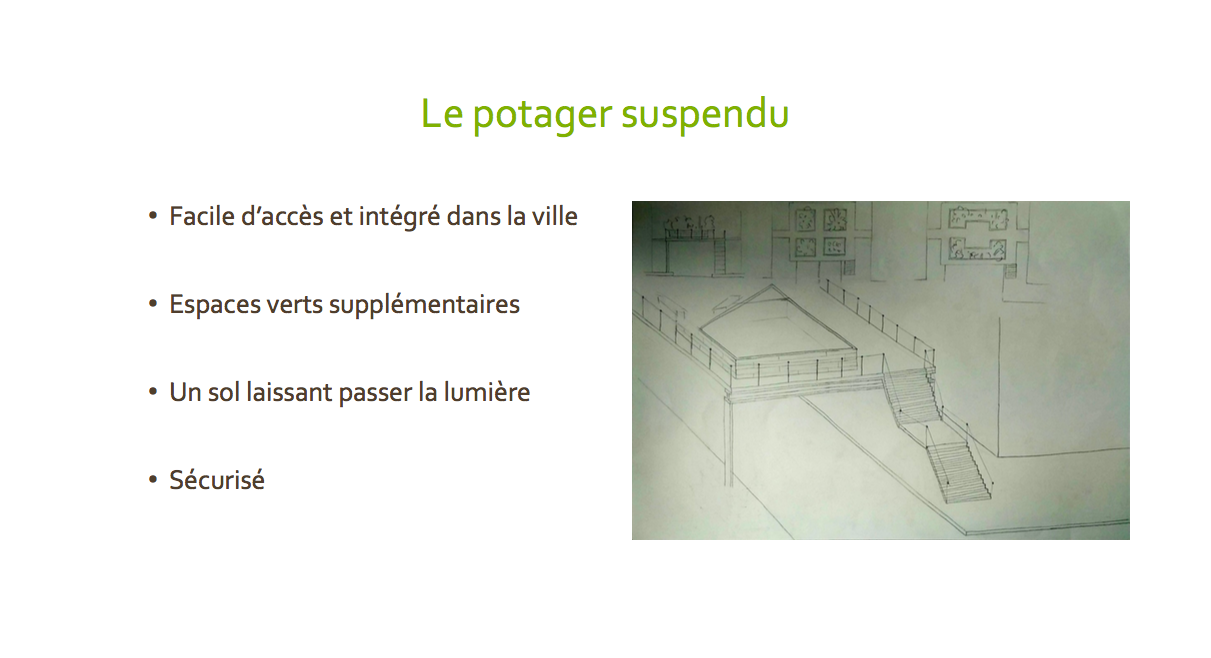 Le potager suspendu
• Facile d’accès et intégré dans la ville
• Espaces verts supplémentaires
• Un sol laissant passer la lumière
• Sécurisé